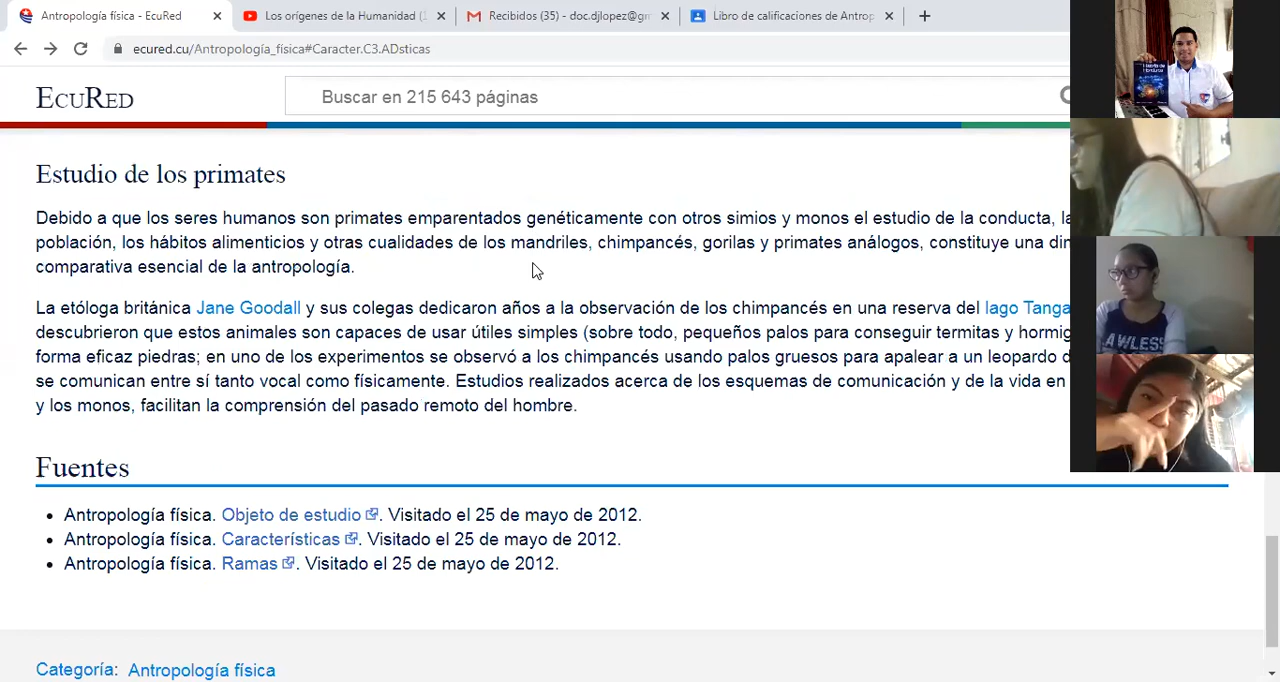 Antropología física - EcuRed
Los orígenes de la Humanidad (
Recibidos (35) - doc.djlopez@gm
Libro de calificaciones de Antrop
ecured.cu/Antropología_física#Caracter.C3.ADsticas
ECURED
Buscar en 215 643 páginas
Estudio de los primates
Debido a que los seres humanos son primates emparentados genéticamente con otros simios y monos el estudio de la conducta,
población, los hábitos alimenticios y otras cualidades de los mandriles, chimpancés, gorilas y primates análogos, constituye una
comparativa esencial de la antropología.
La etóloga británica Jane Goodall y sus colegas dedicaron años a la observación de los chimpancés en una reserva del lago Tanga
descubrieron que estos animales son capaces de usar útiles simples (sobre todo, pequeños palos para conseguir termitas y hormig
forma eficaz piedras; en uno de los experimentos se observó a los chimpancés usando palos gruesos para apalear a un leopardo
se comunican entre sí tanto vocal como físicamente. Estudios realizados acerca de los esquemas de comunicación y de la vida en
y los monos, facilitan la comprensión del pasado remoto del hombre.
Fuentes
• Antropología física. Objeto de estudio. Visitado el 25 de mayo de 2012.
• Antropología física. Características. Visitado el 25 de mayo de 2012.
• Antropología física. Ramas. Visitado el 25 de mayo de 2012.
Categoría: Antropología física